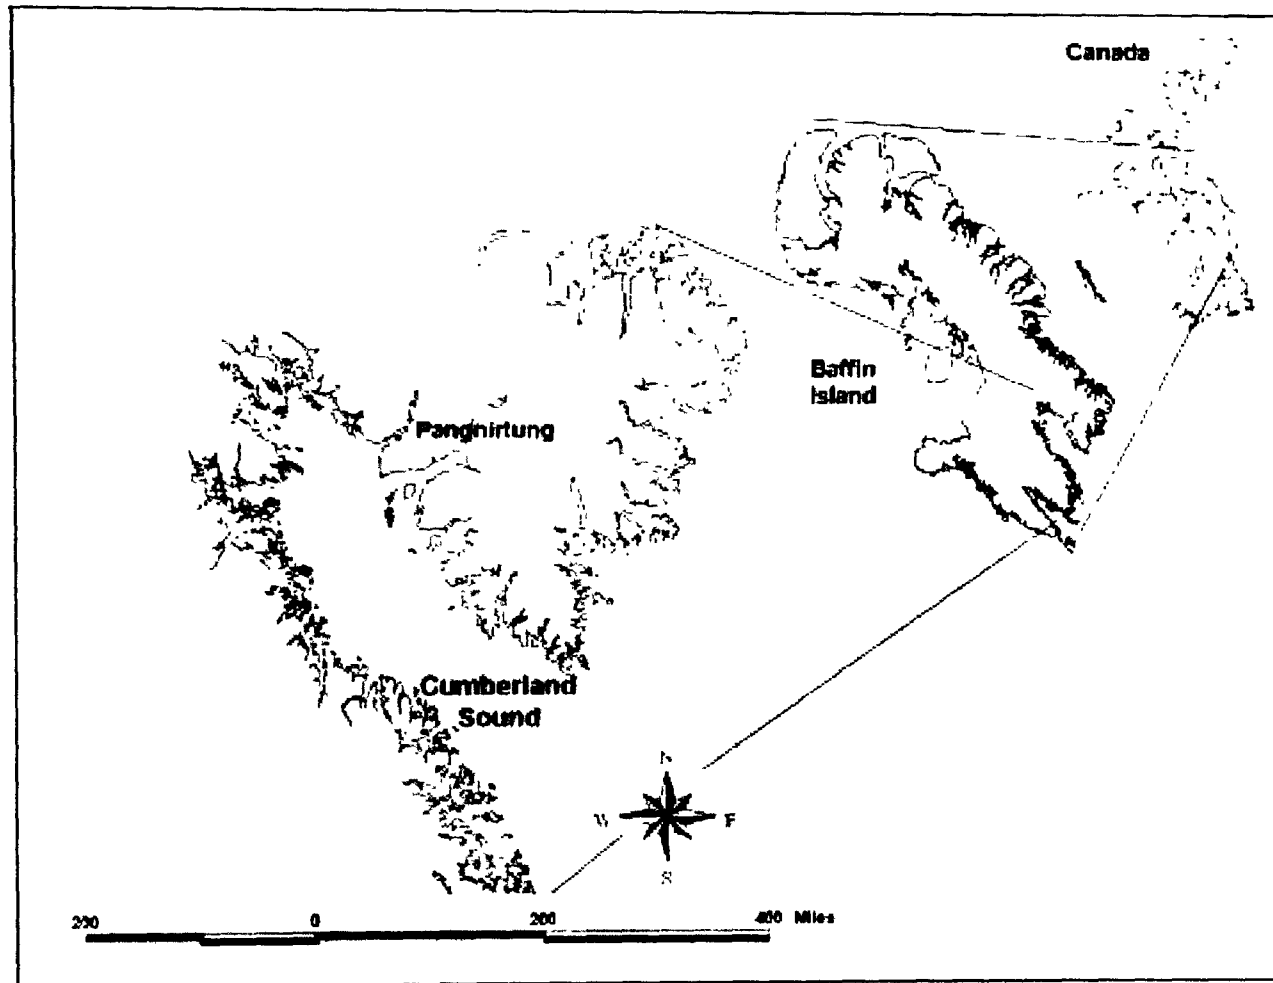 Canada
Baffin
Island
Pangnirtung
Cumberland
Sound
N
W E
S
200 0 200 400 Miles